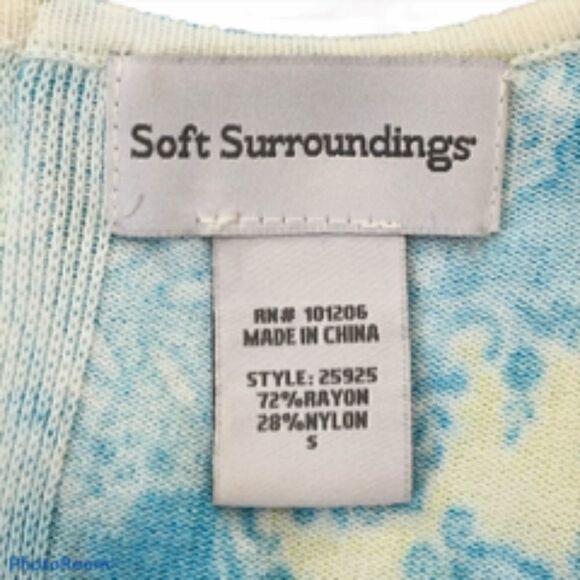 Soft Surroundings
RN# 101206
MADE IN CHINA
STYLE: 25925
72%RAYON
28%NYLON
S
PhotoRoom